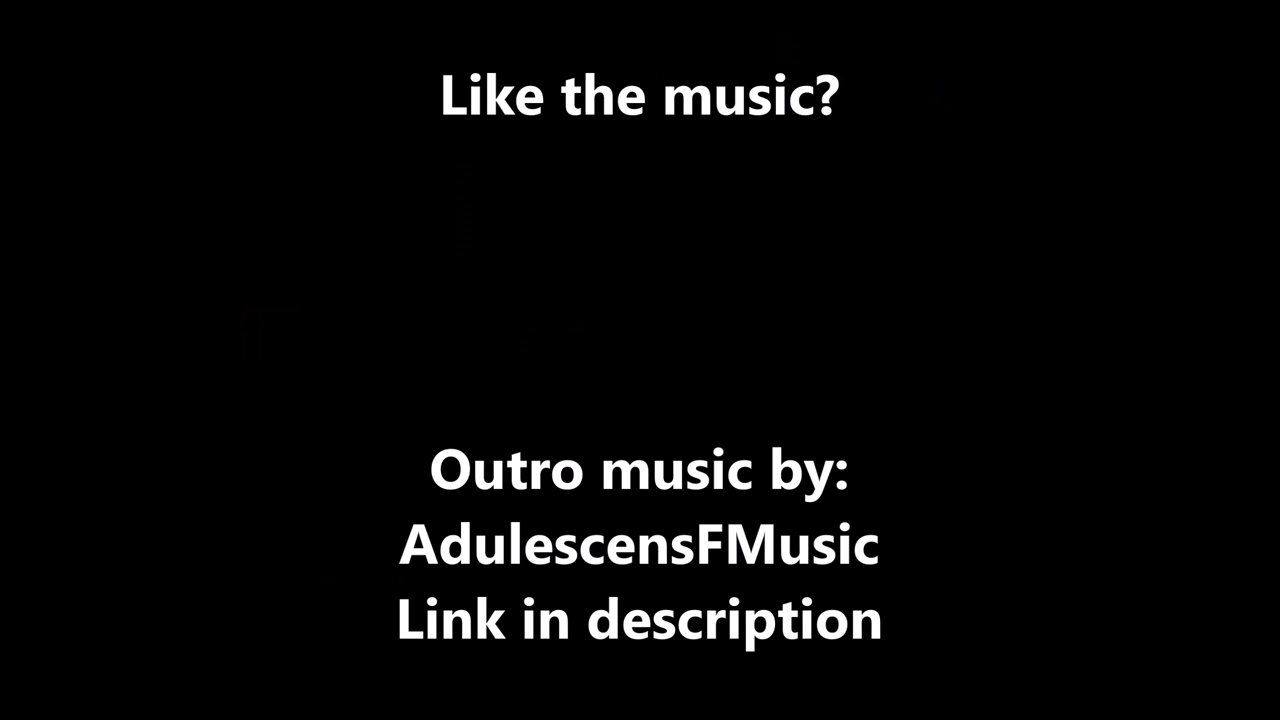 Like the music?
Outro music by:
AdulescensFMusic
Link in description